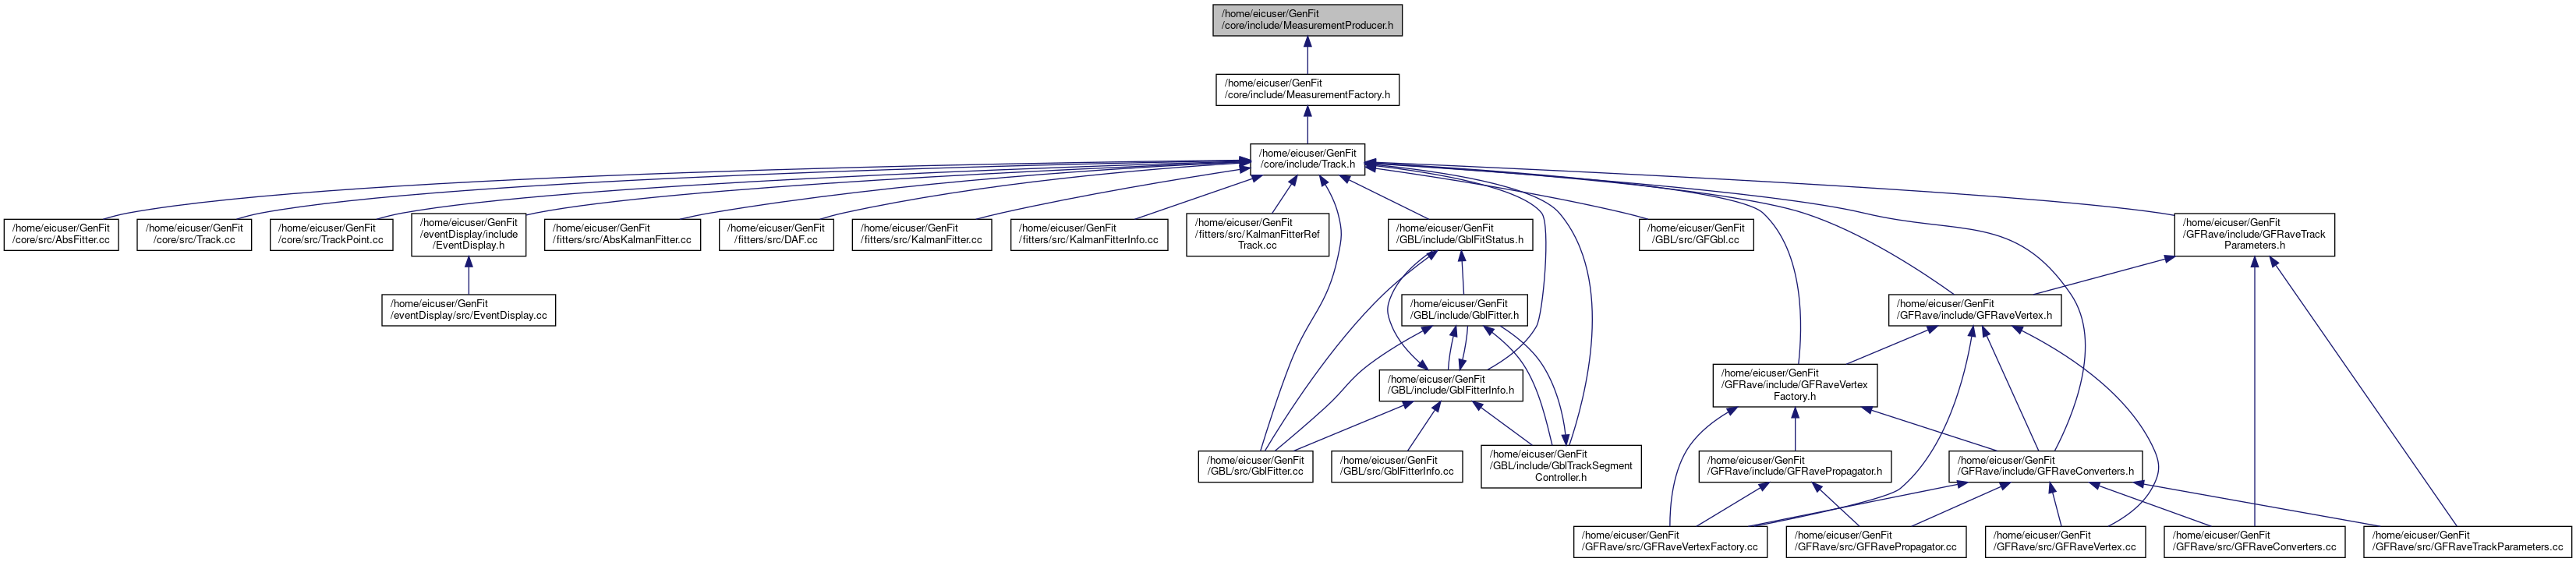 /home/eicuser/GenFit
/core/include/MeasurementProducer.h
/home/eicuser/GenFit
/core/include/MeasurementFactory.h
/home/eicuser/GenFit
/core/include/Track.h
/home/eicuser/GenFit
/core/src/AbsFitter.cc
/home/eicuser/GenFit
/core/src/Track.cc
/home/eicuser/GenFit
/core/src/TrackPoint.cc
/home/eicuser/GenFit
/eventDisplay/include
/EventDisplay.h
/home/eicuser/GenFit
/fitters/src/AbsKalmanFitter.cc
/home/eicuser/GenFit
/fitters/src/DAF.cc
/home/eicuser/GenFit
/fitters/src/KalmanFitter.cc
/home/eicuser/GenFit
/fitters/src/KalmanFitterInfo.cc
/home/eicuser/GenFit
/fitters/src/KalmanFitterRef
Track.cc
/home/eicuser/GenFit
/GBL/include/GblFitStatus.h
/home/eicuser/GenFit
/GBL/src/GFGbl.cc
/home/eicuser/GenFit
/GFRave/include/GFRaveTrack
Parameters.h
/home/eicuser/GenFit
/eventDisplay/src/EventDisplay.cc
/home/eicuser/GenFit
/GBL/include/GblFitter.h
/home/eicuser/GenFit
/GFRave/include/GFRaveVertex.h
/home/eicuser/GenFit
/GBL/include/GblFitterInfo.h
/home/eicuser/GenFit
/GFRave/include/GFRaveVertex
Factory.h
/home/eicuser/GenFit
/GBL/src/GblFitter.cc
/home/eicuser/GenFit
/GBL/src/GblFitterInfo.cc
/home/eicuser/GenFit
/GBL/include/GblTrackSegment
Controller.h
/home/eicuser/GenFit
/GFRave/include/GFRavePropagator.h
/home/eicuser/GenFit
/GFRave/include/GFRaveConverters.h
/home/eicuser/GenFit
/GFRave/src/GFRaveVertexFactory.cc
/home/eicuser/GenFit
/GFRave/src/GFRavePropagator.cc
/home/eicuser/GenFit
/GFRave/src/GFRaveVertex.cc
/home/eicuser/GenFit
/GFRave/src/GFRaveConverters.cc
/home/eicuser/GenFit
/GFRave/src/GFRaveTrackParameters.cc